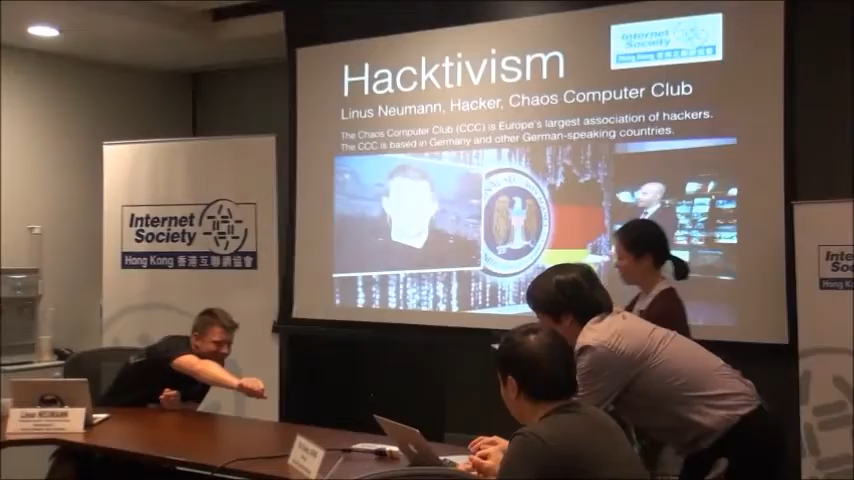 Hacktivism
Linus Neumann, Hacker, Chaos Computer Club
The Chaos Computer Club (CCC) is Europe's largest association of hackers.
The CCC is based in Germany and other German-speaking countries.
Internet
Society
Hong Kong
Internet
Society
Hong Kong 香港互聯網協會
Linus NEUMANN
Internet
Hong K